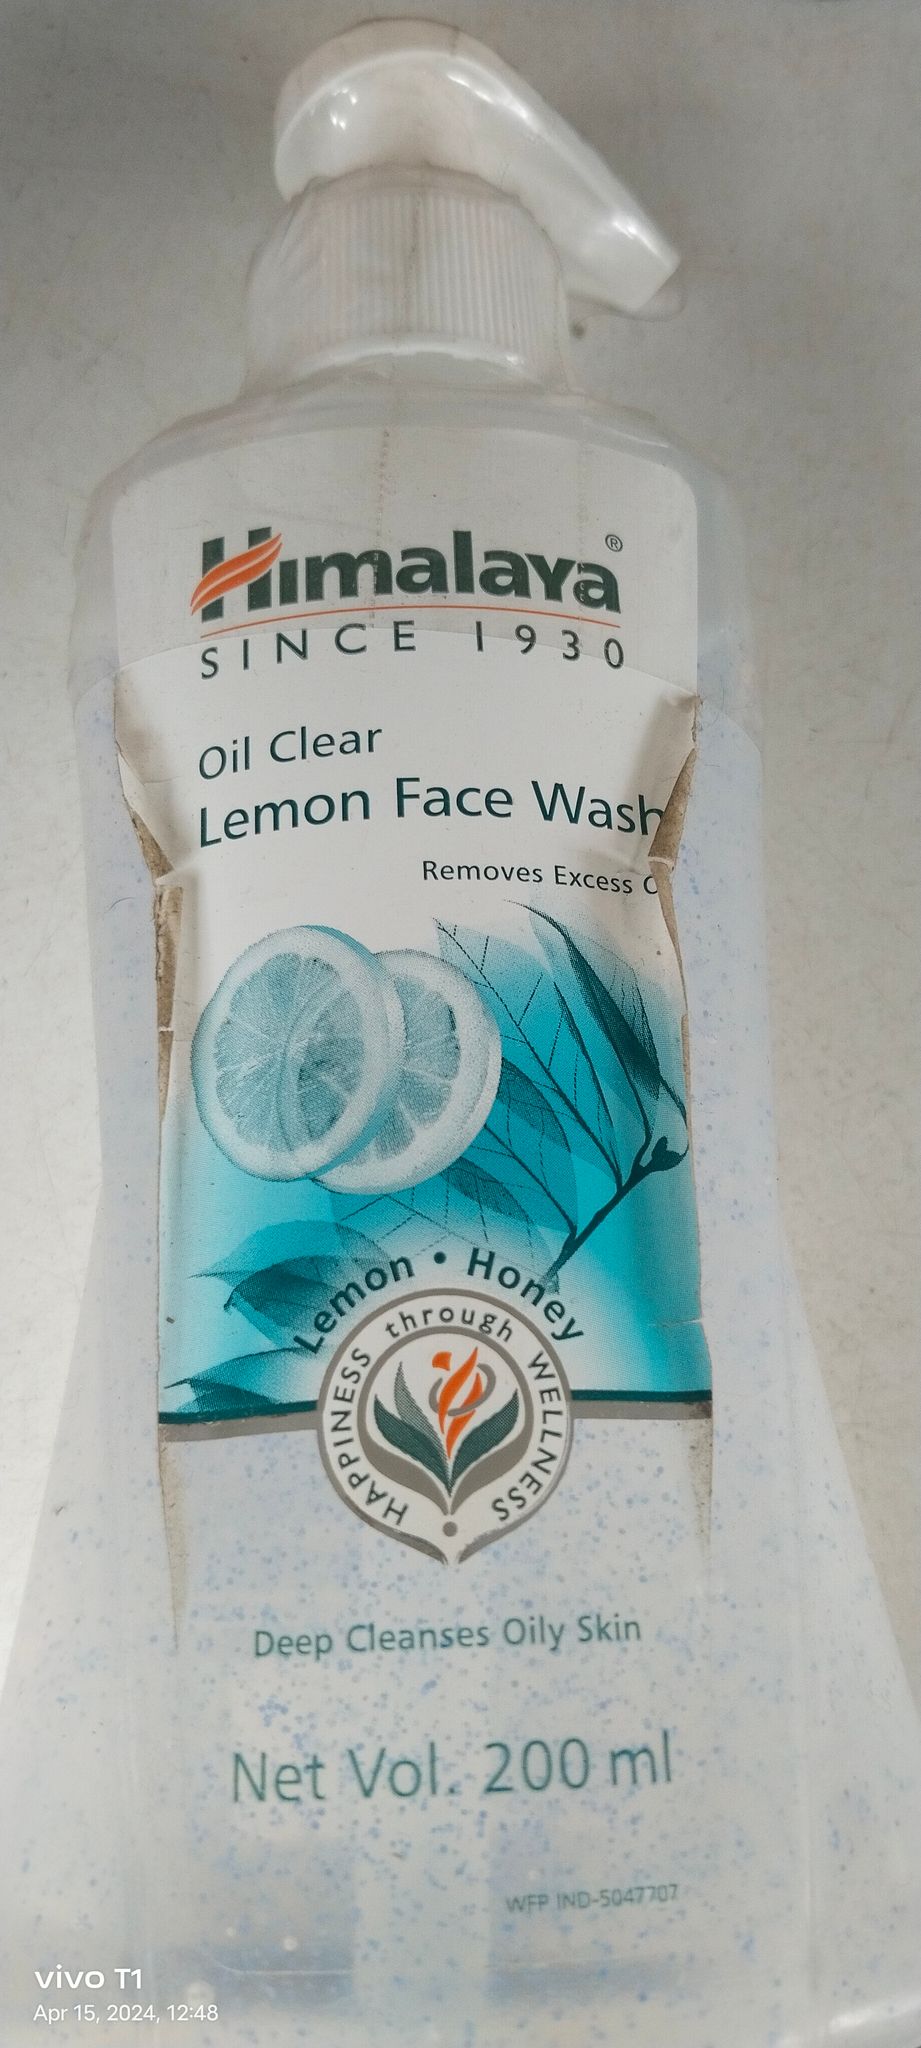 Himalaya®
SINCE 1930
Oil Clear
Lemon Face Wash
Removes Excess
Lemon • Honey
HAPPINESS through WELLNESS
Deep Cleanses Oily Skin
Net Vol. 200 ml
WFP IND-5047707
vivo T1
Apr 15, 2024, 12:48